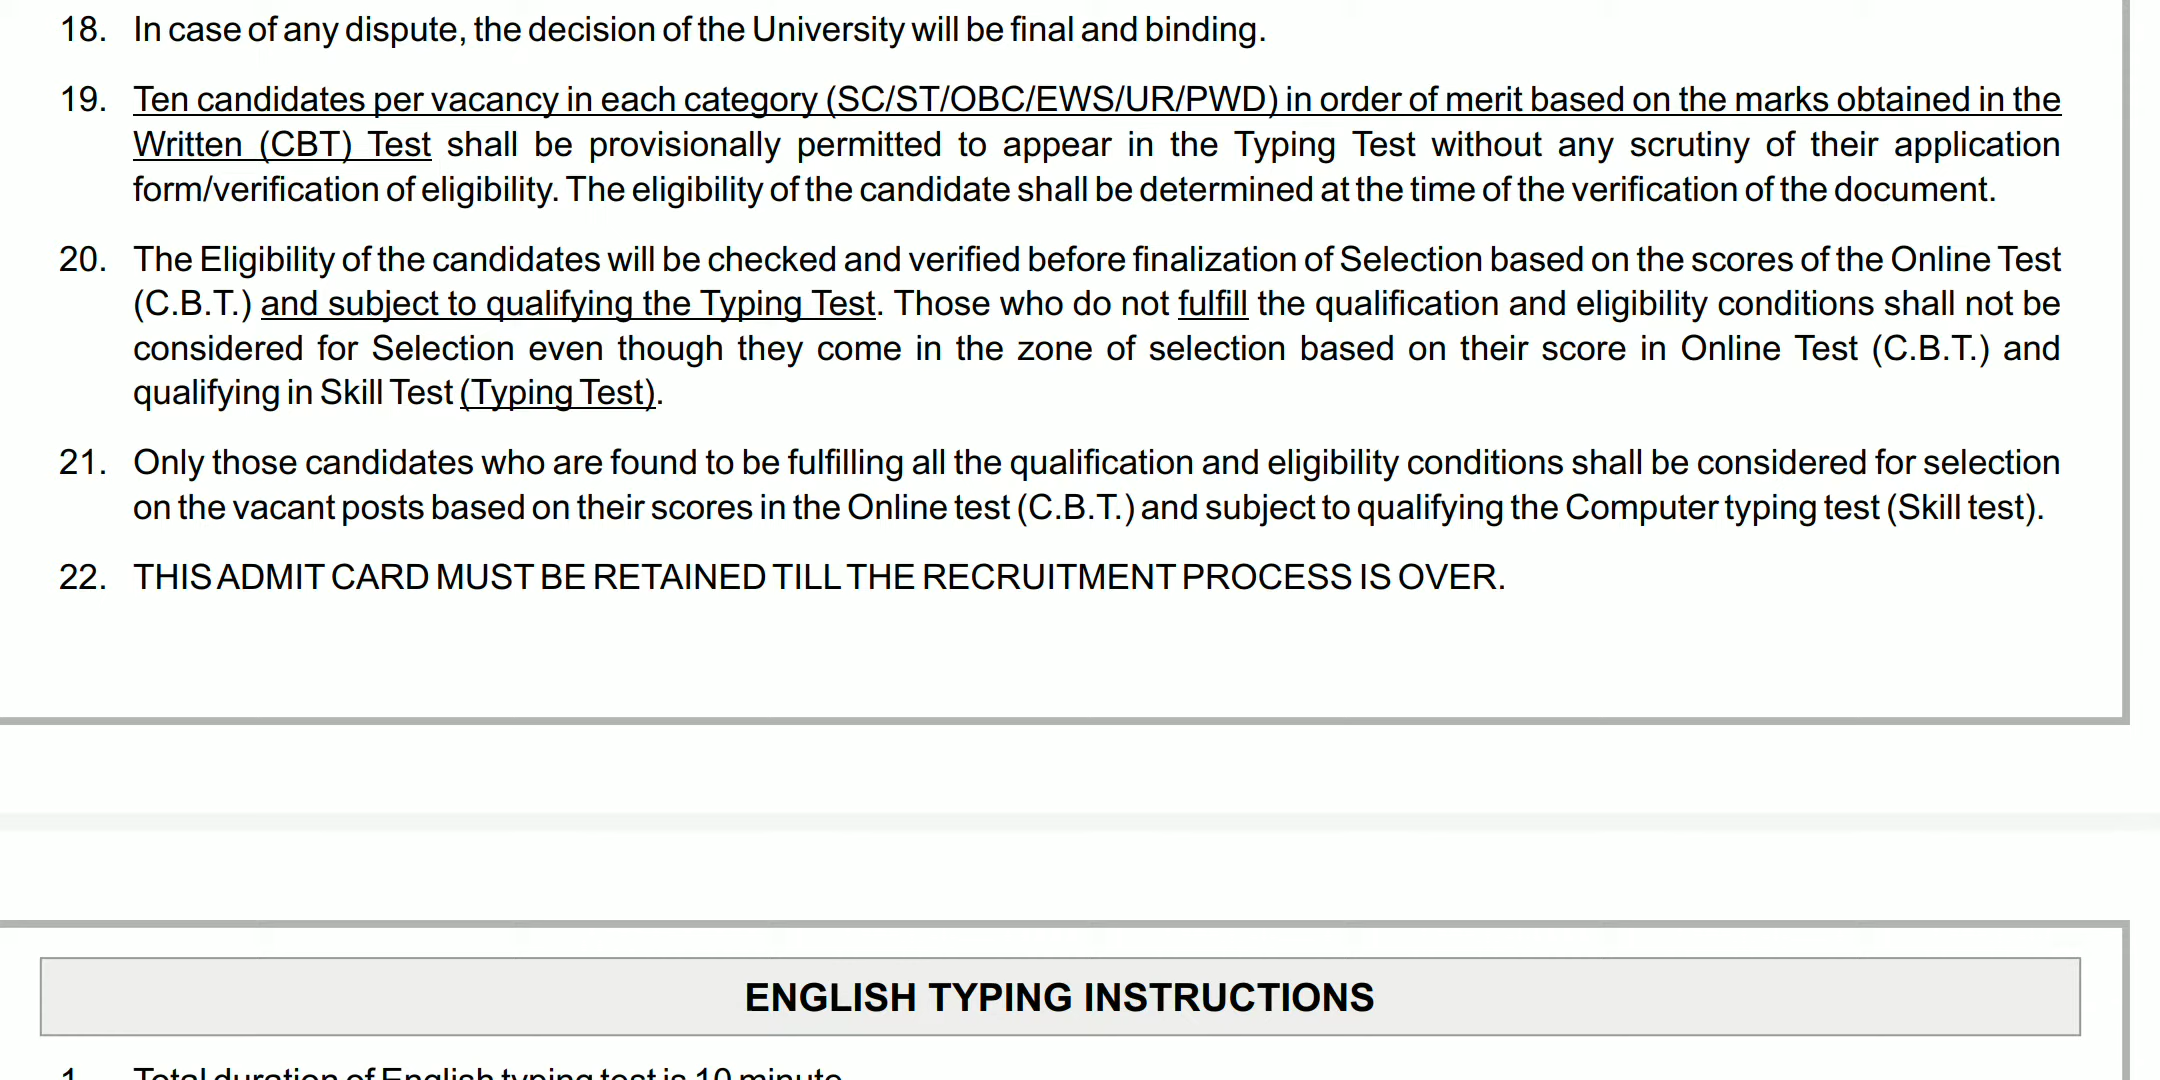 18. In case of any dispute, the decision of the University will be final and binding.
19. Ten candidates per vacancy in each category (SC/ST/OBC/EWS/UR/PWD) in order of merit based on the marks obtained in the
Written (CBT) Test shall be provisionally permitted to appear in the Typing Test without any scrutiny of their application
form/verification of eligibility. The eligibility of the candidate shall be determined at the time of the verification of the document.
20. The Eligibility of the candidates will be checked and verified before finalization of Selection based on the scores of the Online Test
(C.B.T.) and subject to qualifying the Typing Test. Those who do not fulfill the qualification and eligibility conditions shall not be
considered for Selection even though they come in the zone of selection based on their score in Online Test (C.B.T.) and
qualifying in Skill Test (Typing Test).
21. Only those candidates who are found to be fulfilling all the qualification and eligibility conditions shall be considered for selection
on the vacant posts based on their scores in the Online test (C.B.T.) and subject to qualifying the Computer typing test (Skill test).
22. THIS ADMIT CARD MUST BE RETAINED TILL THE RECRUITMENT PROCESS IS OVER.
ENGLISH TYPING INSTRUCTIONS
1. Total duration of English typing test is 10 minute